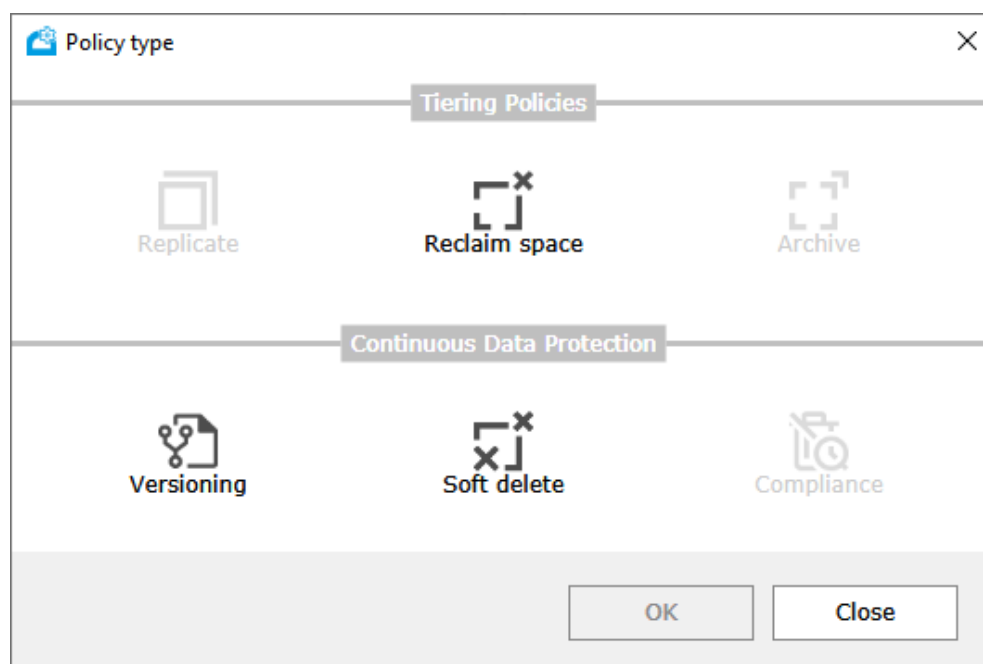 Policy type
Tiering Policies
Replicate
Reclaim space
Archive
Continuous Data Protection
Versioning
Soft delete
Compliance
OK
Close